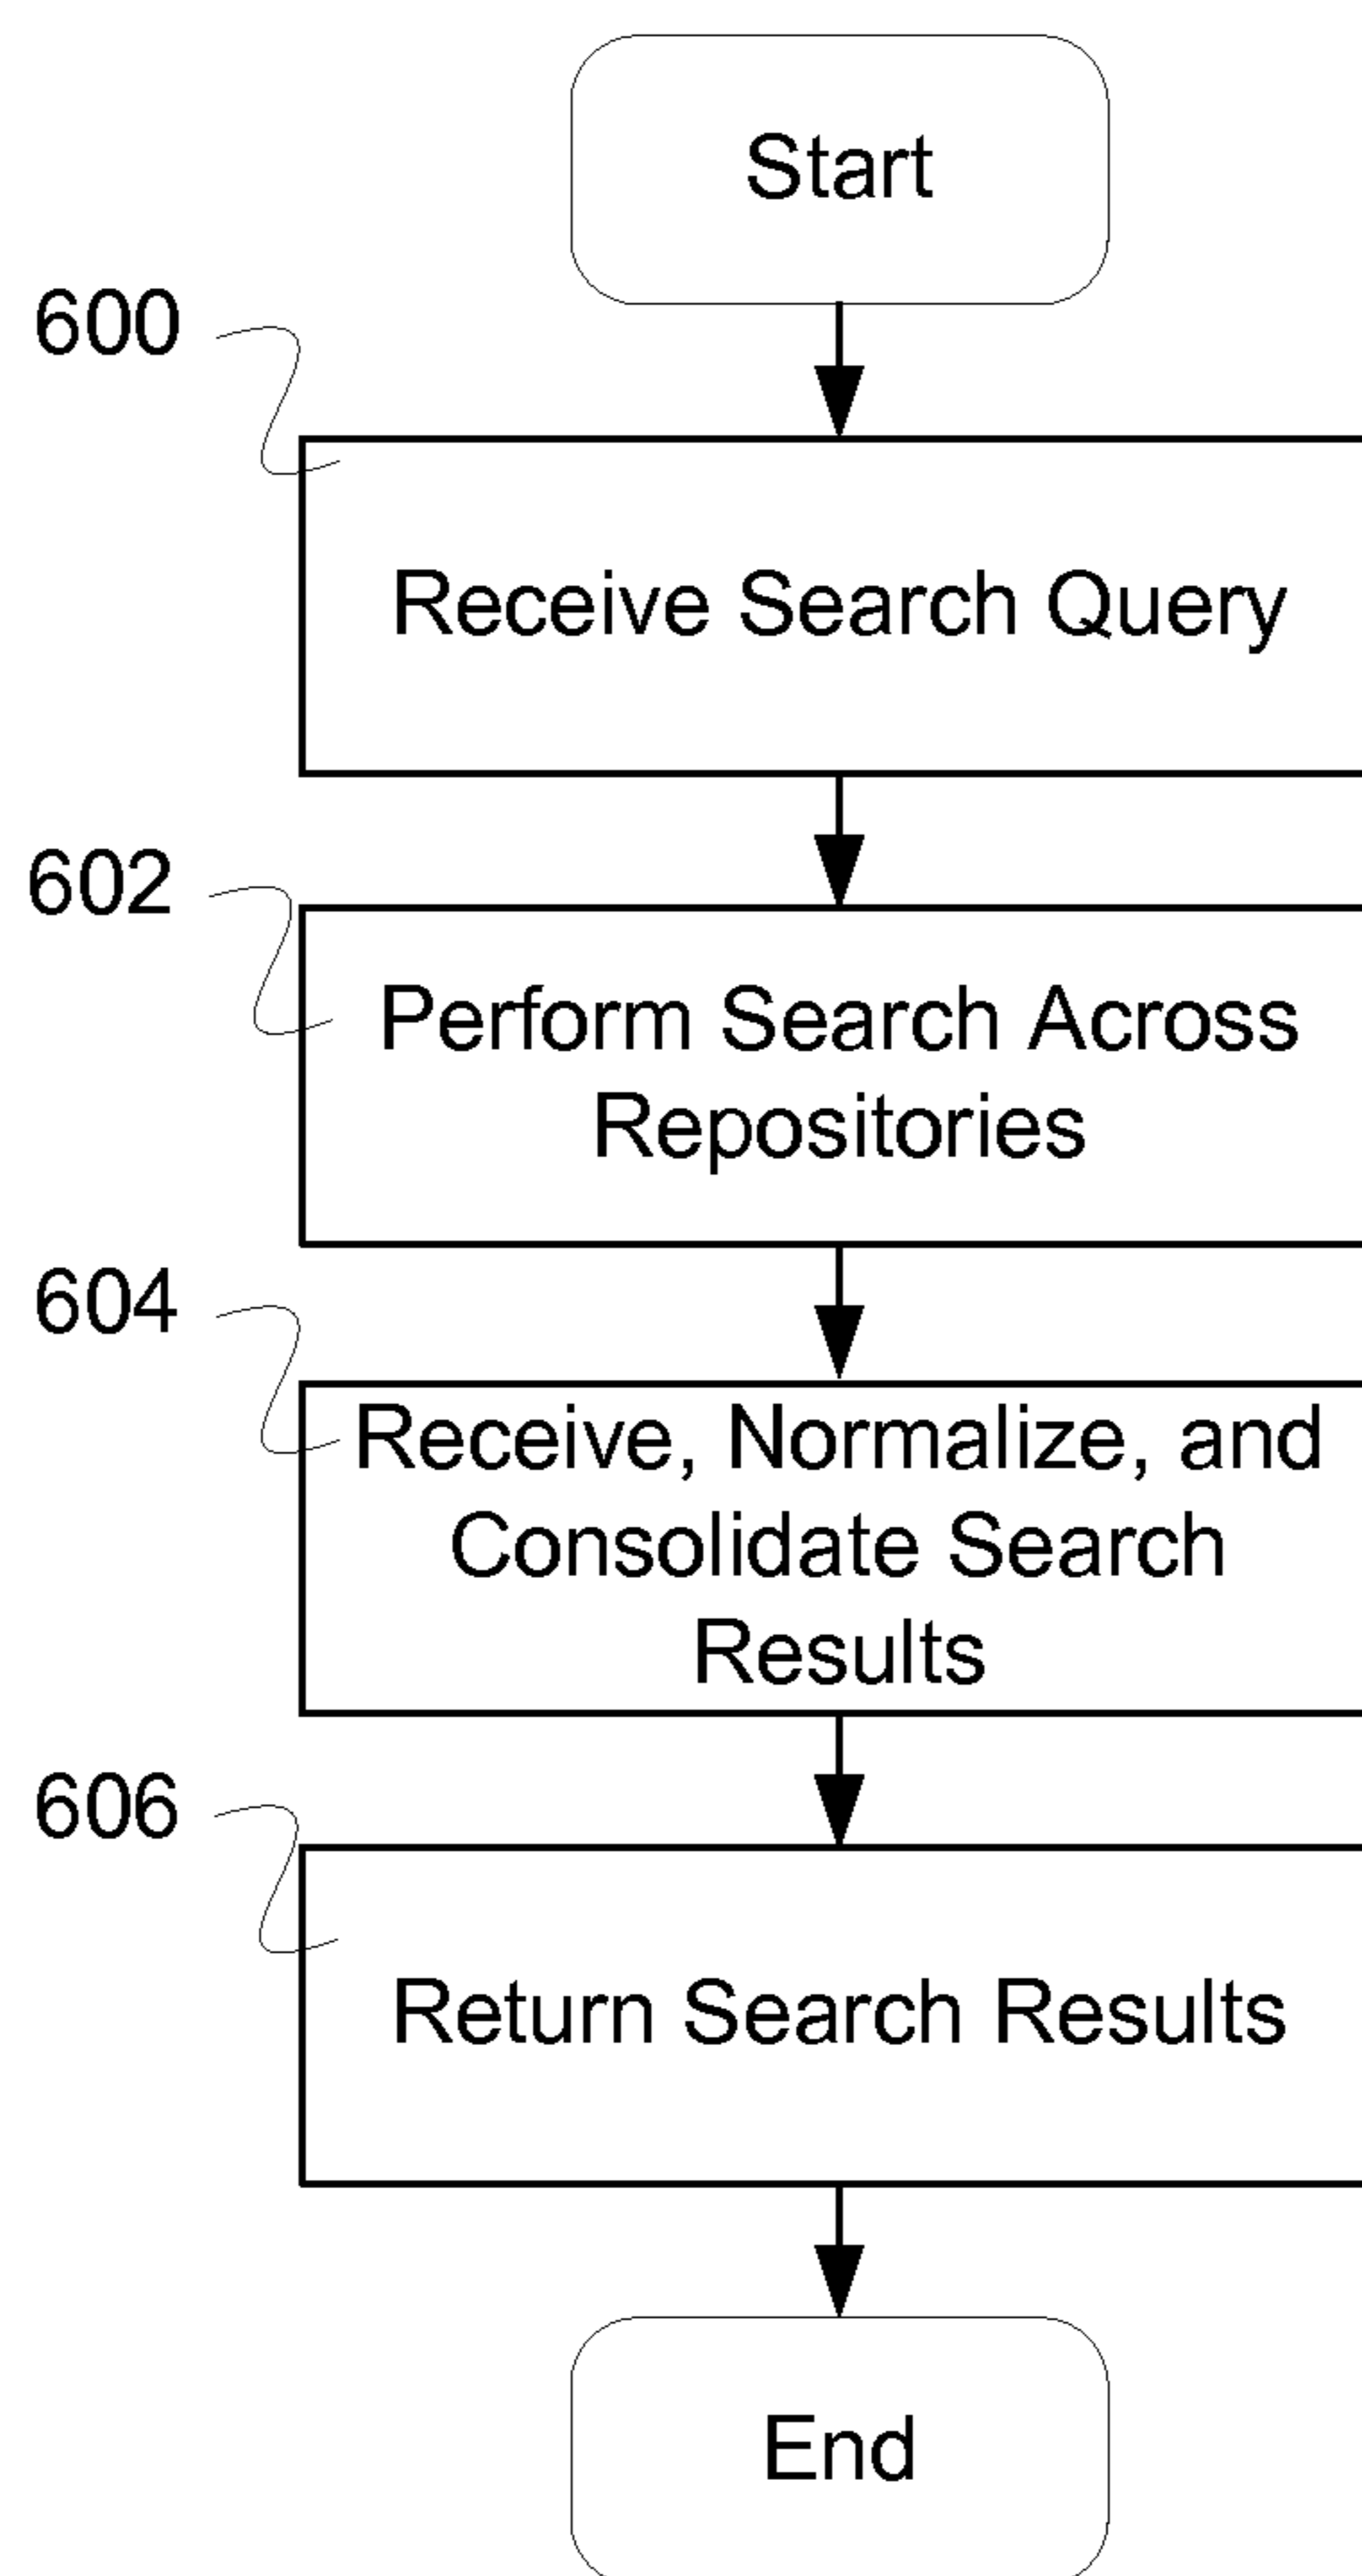 Start
600
Receive Search Query
602
Perform Search Across
Repositories
604
Receive, Normalize, and
Consolidate Search
Results
606
Return Search Results
End